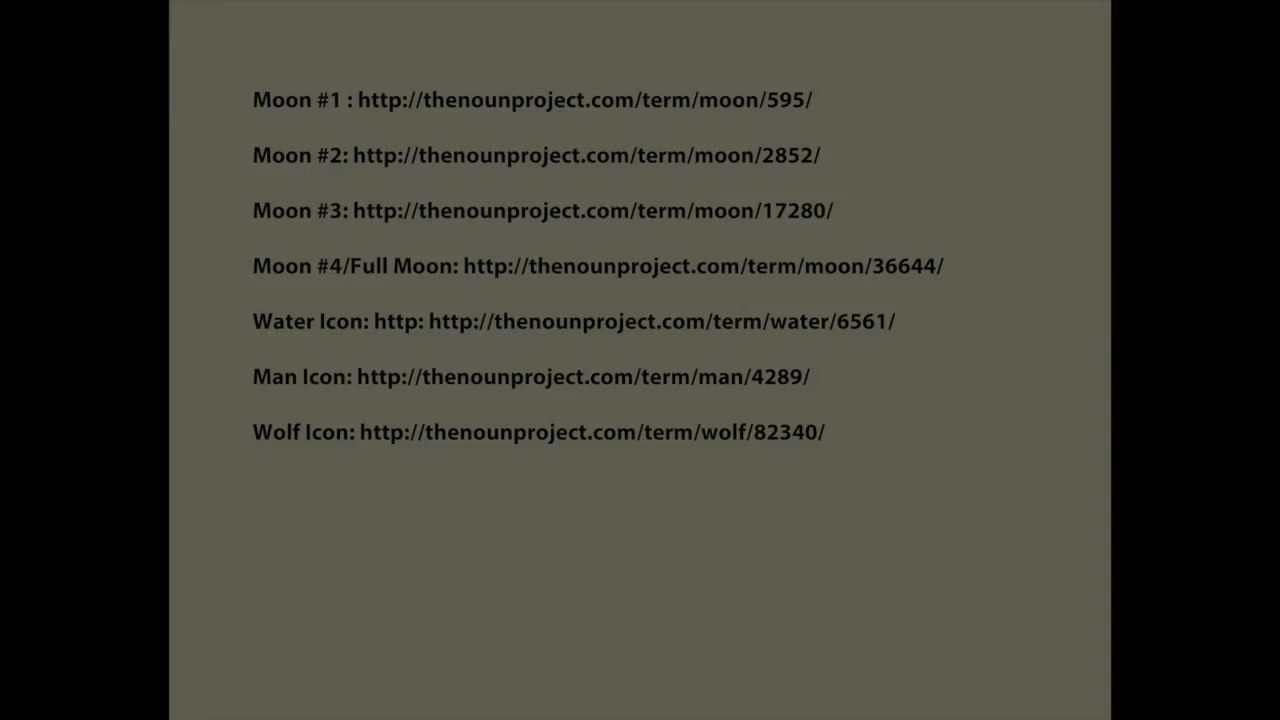 Moon #1 : http://thenounproject.com/term/moon/595/
Moon #2: http://thenounproject.com/term/moon/2852/
Moon #3: http://thenounproject.com/term/moon/17280/
Moon #4/Full Moon: http://thenounproject.com/term/moon/36644/
Water Icon: http: http://thenounproject.com/term/water/6561/
Man Icon: http://thenounproject.com/term/man/4289/
Wolf Icon: http://thenounproject.com/term/wolf/82340/